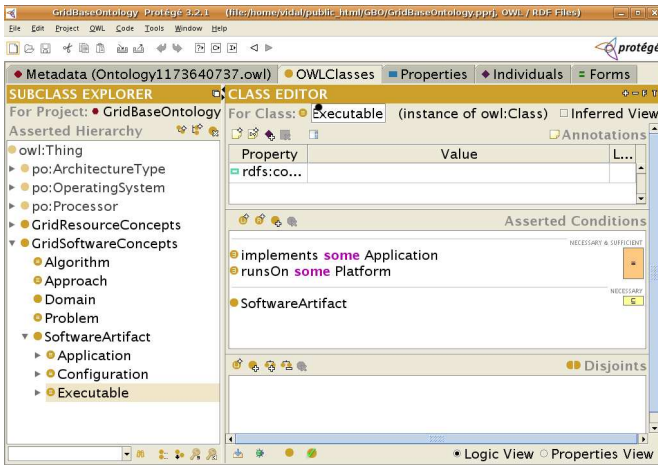 GridBaseOntology Protégé 3.2.1 (file:/home/vidal/public_html/GBO/GridBaseOntology.pprj, OWL / RDF Files)
File Edit Project OWL Code Tools Window Help
protégé
Metadata (Ontology1173640737.owl) OWLClasses Properties Individuals Forms
SUBCLASS EXPLORER
For Project: GridBaseOntology
Asserted Hierarchy
owl:Thing
po:ArchitectureType
po:OperatingSystem
po:Processor
GridResourceConcepts
GridSoftwareConcepts
Algorithm
Approach
Domain
Problem
SoftwareArtifact
Application
Configuration
Executable
CLASS EDITOR
For Class: Executable (instance of owl:Class) Inferred View
Annotations
Property Value L...
rdfs:co...
Asserted Conditions
NECESSARY & SUFFICIENT
implements some Application
runsOn some Platform
NECESSARY
SoftwareArtifact
Disjoints
Logic View Properties View